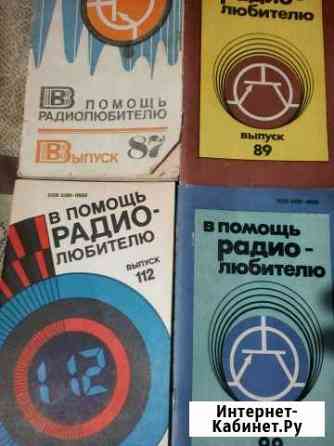 В ПОМОЩЬ
РАДИОЛЮБИТЕЛЮ
Выпуск 87
радио-
любителю
выпуск
89
В ПОМОЩЬ
РАДИО-
ЛЮБИТЕЛЮ
ВЫПУСК
112
112
в помощь
радио-
любителю
Интернет-
Кабинет.Ру